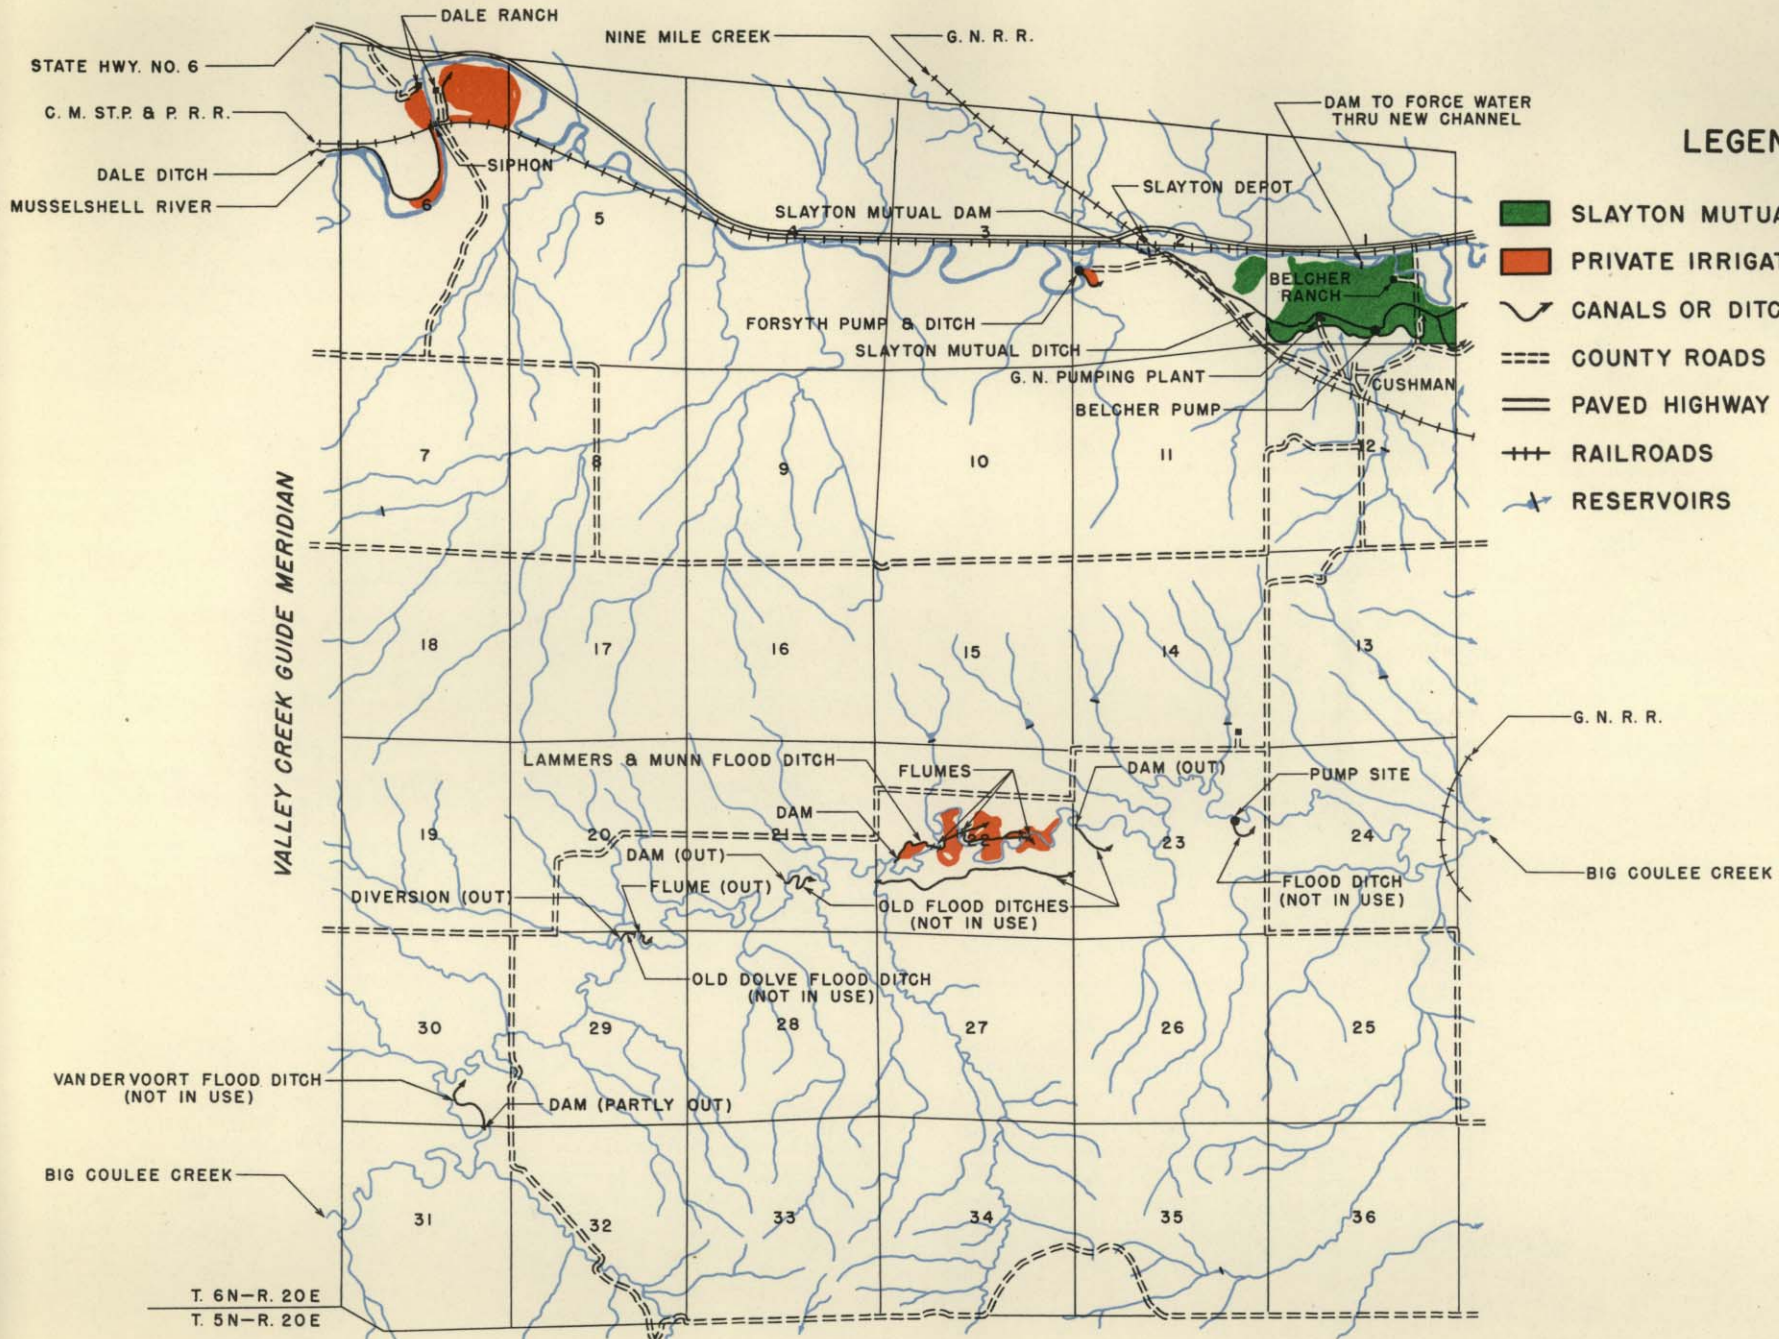 DALE RANCH
NINE MILE CREEK
G. N. R. R.
STATE HWY. NO. 6
C. M. ST. P. & P. R. R.
DAM TO FORCE WATER
THRU NEW CHANNEL
DALE DITCH
SIPHON
MUSSELSHELL RIVER
SLAYTON DEPOT
SLAYTON MUTUAL DAM
6
5
4
3
2
1
BELCHER
RANCH
FORSYTH PUMP & DITCH
SLAYTON MUTUAL DITCH
G. N. PUMPING PLANT
CUSHMAN
BELCHER PUMP
7
8
9
10
11
12
VALLEY CREEK GUIDE MERIDIAN
18
17
16
15
14
13
G. N. R. R.
LAMMERS & MUNN FLOOD DITCH
FLUMES
DAM (OUT)
PUMP SITE
DAM
19
20
21
22
23
24
DAM (OUT)
DIVERSION (OUT)
FLUME (OUT)
OLD FLOOD DITCHES
(NOT IN USE)
FLOOD DITCH
(NOT IN USE)
BIG COULEE CREEK
OLD DOLVE FLOOD DITCH
(NOT IN USE)
30
29
28
27
26
25
VANDERVOORT FLOOD DITCH
(NOT IN USE)
DAM (PARTLY OUT)
BIG COULEE CREEK
31
32
33
34
35
36
T. 6N-R. 20E
T. 5N-R. 20E
LEGEN
SLAYTON MUTUA
PRIVATE IRRIGAT
CANALS OR DITC
COUNTY ROADS
PAVED HIGHWAY
RAILROADS
RESERVOIRS